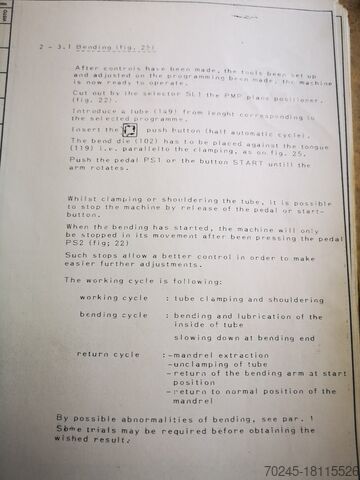 2 - 3.1 Bending (fig. 25)
After controls have been made, the tools been set up
and adjusted on the programming been made, the machine
is now ready to operate.
Cut out by the selector SL1 the PMP plane positioner.
(fig. 22).
Introduce a tube (149) from lenght corresponding to
the selected programme.
Insert the push button (half automatic cycle).
The bend die (102) has to be placed against the tongue
(119) i.e. parallel to the clamping, as on fig. 25.
Push the pedal PS1 or the button START untill the
arm rotates.
Whilst clamping or shouldering the tube, it is possible
to stop the machine by release of the pedal or start-
button.
When the bending has started, the machine will only
be stopped in its movement after been pressing the pedal
PS2 (fig; 22)
Such stops allow a better control in order to make
easier further adjustments.
The working cycle is following:
working cycle : tube clamping and shouldering
bending cycle : bending and lubrication of the
inside of tube
slowing down at bending end
return cycle : -mandrel extraction
-unclamping of tube
-return of the bending arm at start
position
-return to normal position of the
mandrel
By possible abnormalities of bending, see par. !
Some trials may be required before obtaining the
wished result.
70245-18115526